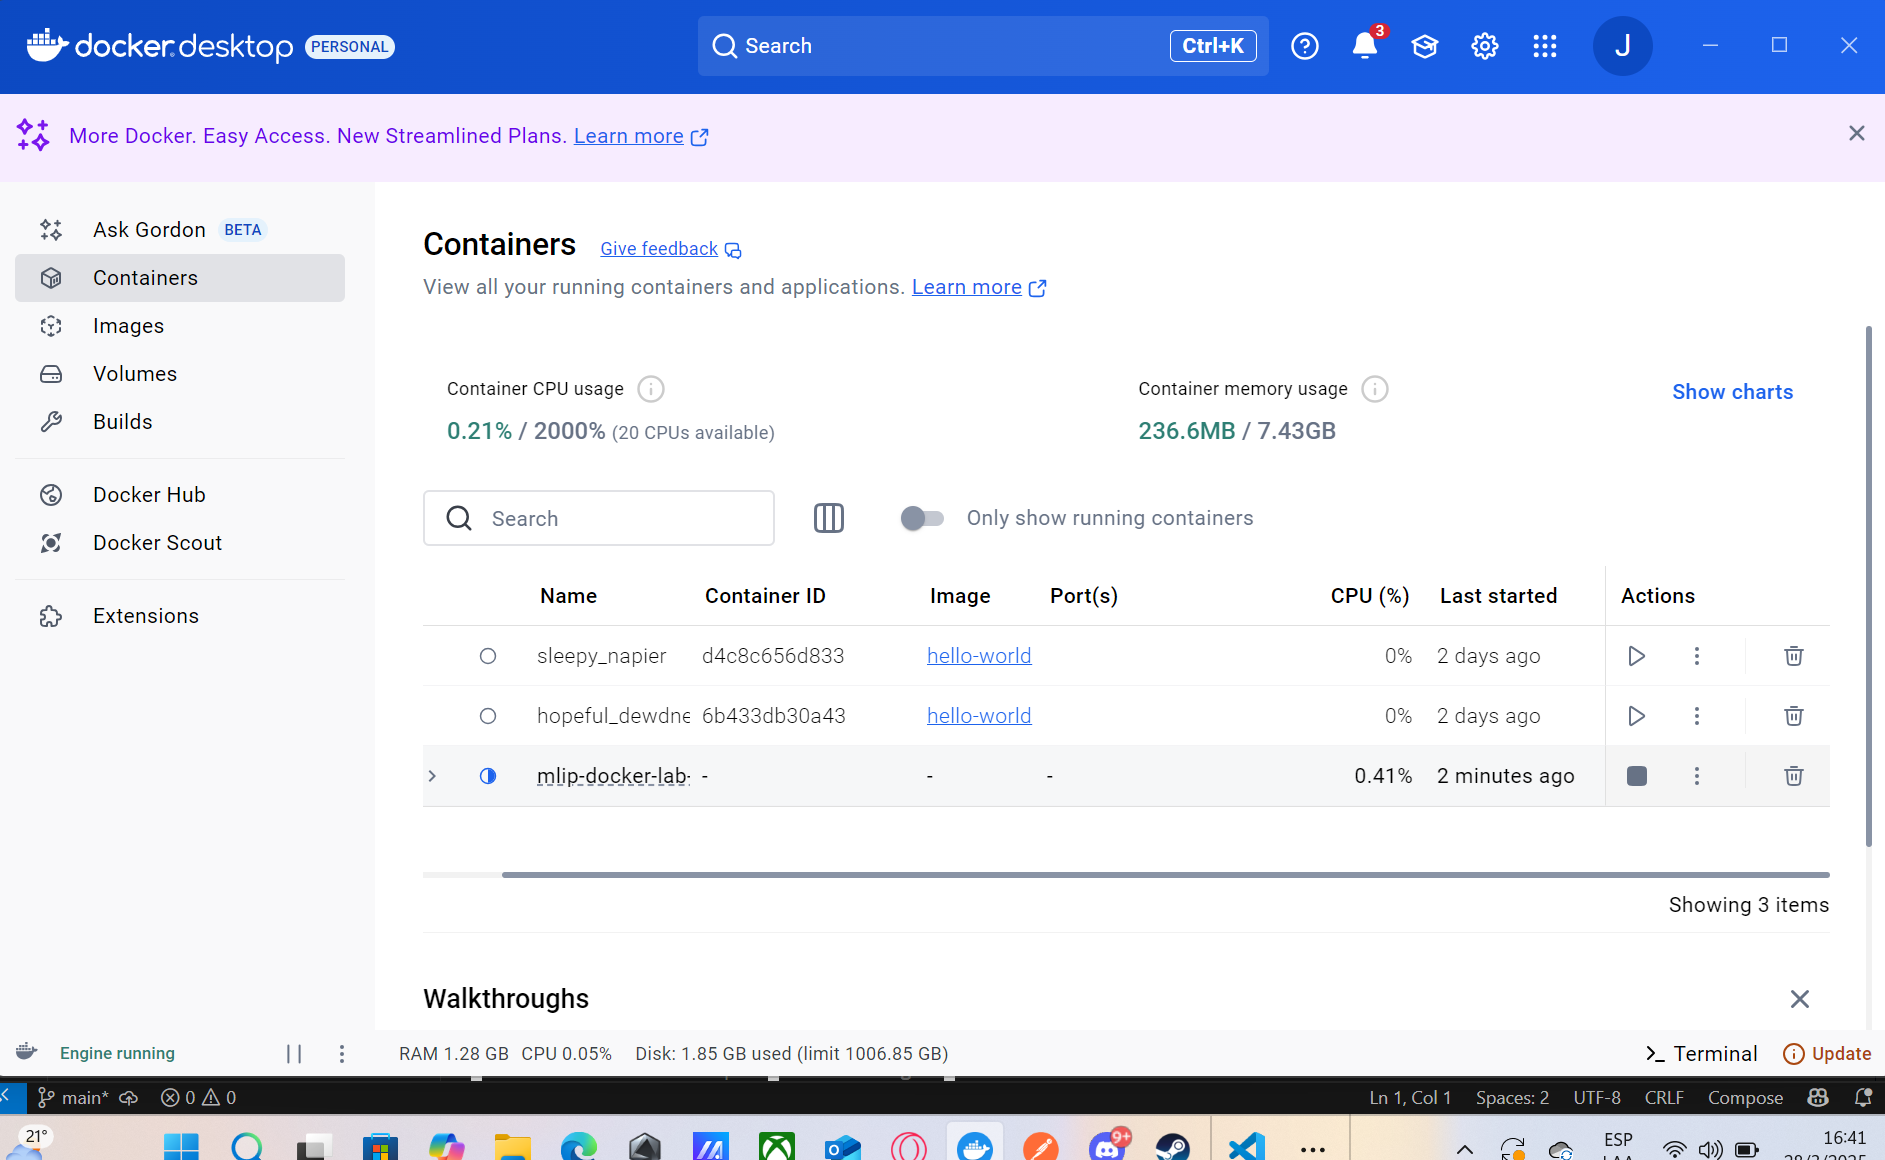 docker desktop PERSONAL
Search Ctrl+K
3
J
More Docker. Easy Access. New Streamlined Plans. Learn more
Ask Gordon BETA
Containers
Images
Volumes
Builds
Docker Hub
Docker Scout
Extensions
Containers Give feedback
View all your running containers and applications. Learn more
Container CPU usage
0.21% / 2000% (20 CPUs available)
Container memory usage
236.6MB / 7.43GB
Show charts
Search
Only show running containers
Name Container ID Image Port(s) CPU (%) Last started Actions
sleepy_napier d4c8c656d833 hello-world 0% 2 days ago
hopeful_dewdne 6b433db30a43 hello-world 0% 2 days ago
mlip-docker-lab- - - - 0.41% 2 minutes ago
Showing 3 items
Walkthroughs
Engine running
RAM 1.28 GB CPU 0.05% Disk: 1.85 GB used (limit 1006.85 GB)
>_ Terminal
Update
main* 0 0
Ln 1, Col 1 Spaces: 2 UTF-8 CRLF Compose
21°
9+
ESP
16:41